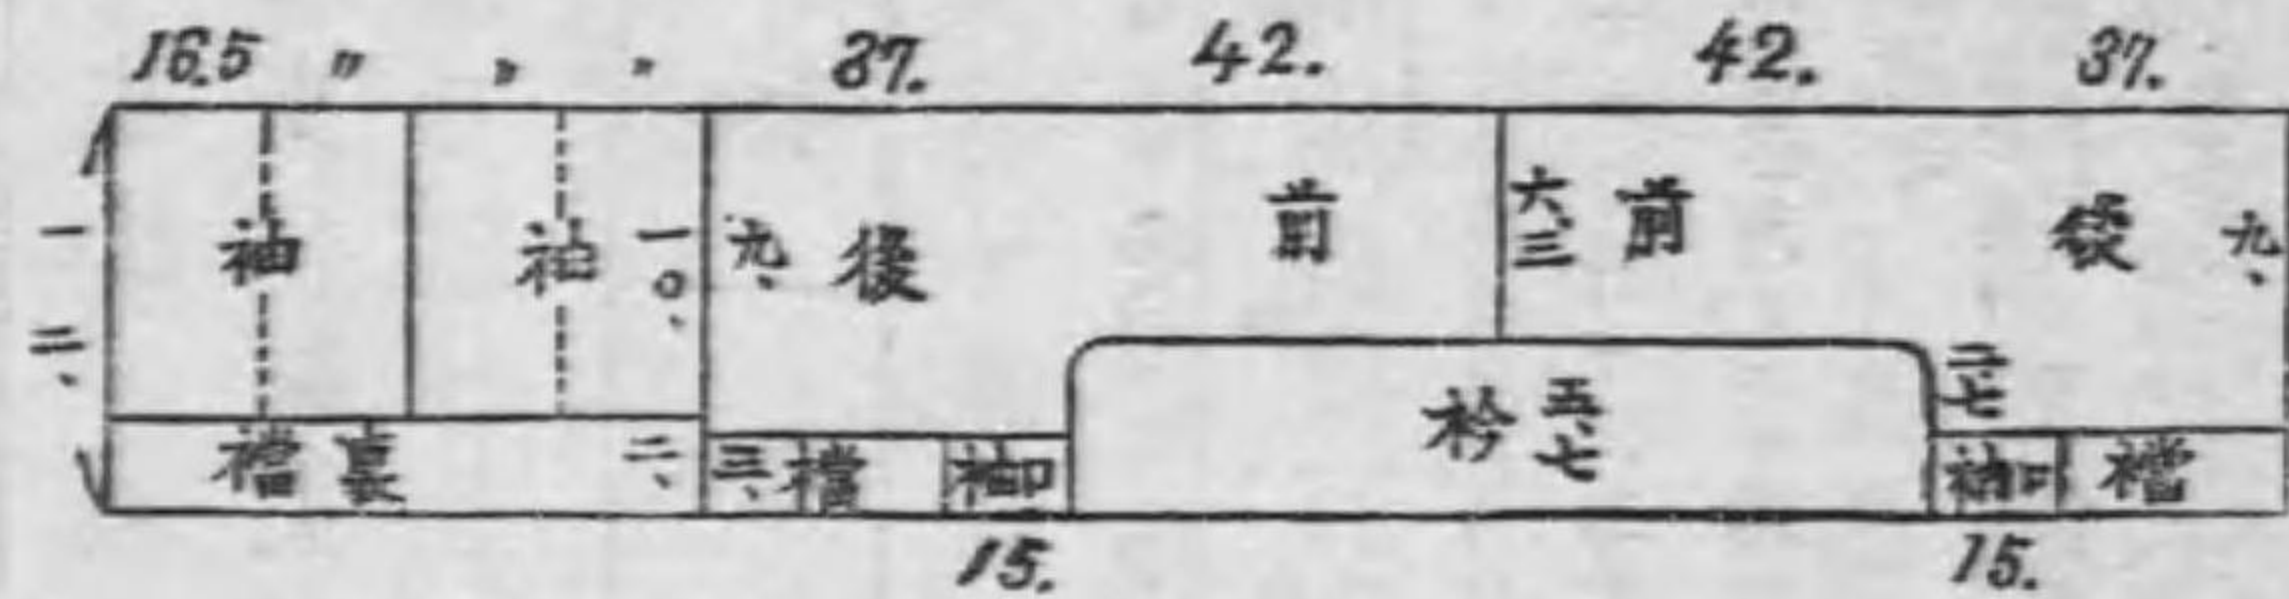 16.5 〃 〃 〃 37. 42. 42. 37.
一二、
袖 袖 一〇、 九、 後 前 六、三 前 後 九、
襠裏 二、 三、 襠 袖口 衿 五、七 二、七 袖口 襠
15. 15.